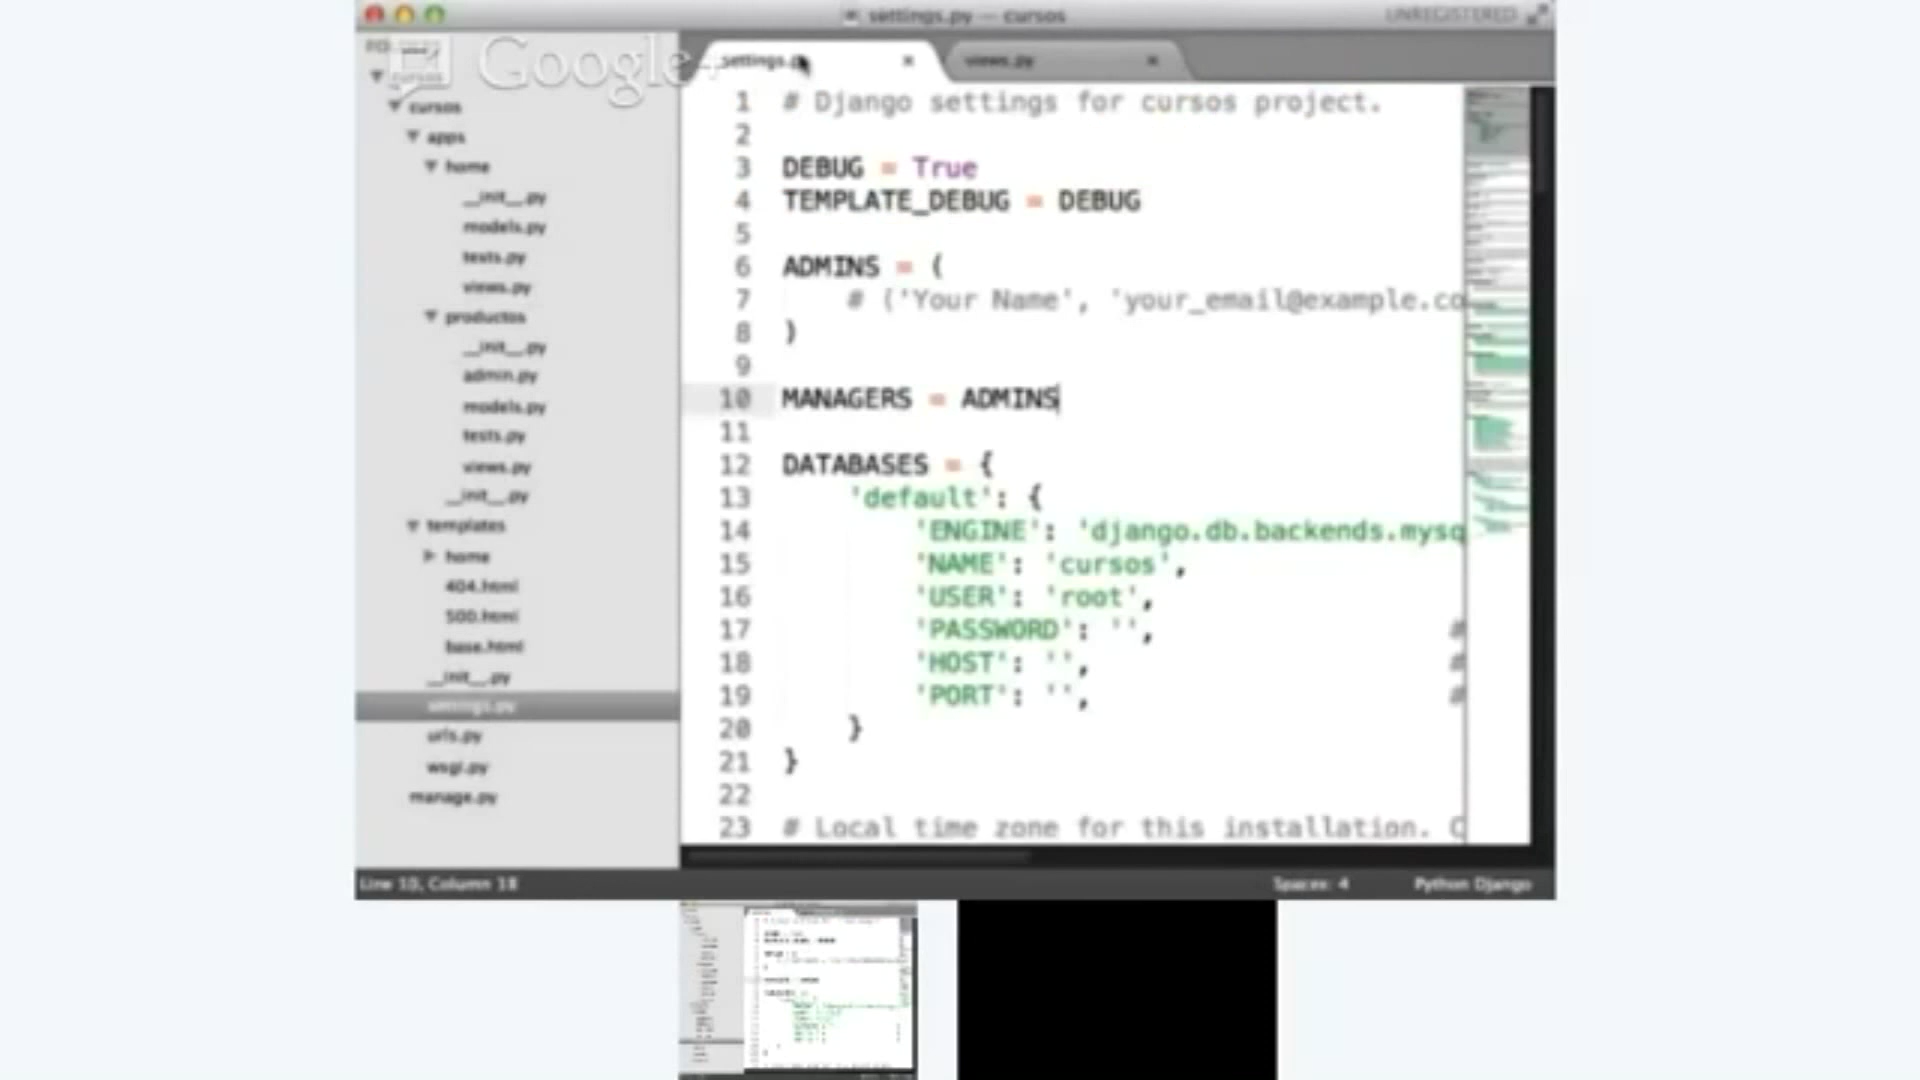 settings.py — cursos
UNREGISTERED
Google+
settings.p
views.py
cursos
cursos
apps
home
__init__.py
models.py
tests.py
views.py
productos
__init__.py
admin.py
models.py
tests.py
views.py
__init__.py
templates
home
404.html
500.html
base.html
__init__.py
settings.py
urls.py
wsgi.py
manage.py
1 # Django settings for cursos project.
2
3 DEBUG = True
4 TEMPLATE_DEBUG = DEBUG
5
6 ADMINS = (
7 # ('Your Name', 'your_email@example.co
8 )
9
10 MANAGERS = ADMINS
11
12 DATABASES = {
13 'default': {
14 'ENGINE': 'django.db.backends.mysq
15 'NAME': 'cursos',
16 'USER': 'root',
17 'PASSWORD': '', #
18 'HOST': '', #
19 'PORT': '', #
20 }
21 }
22
23 # Local time zone for this installation. C
Line 10, Column 18
Spaces: 4
Python Django